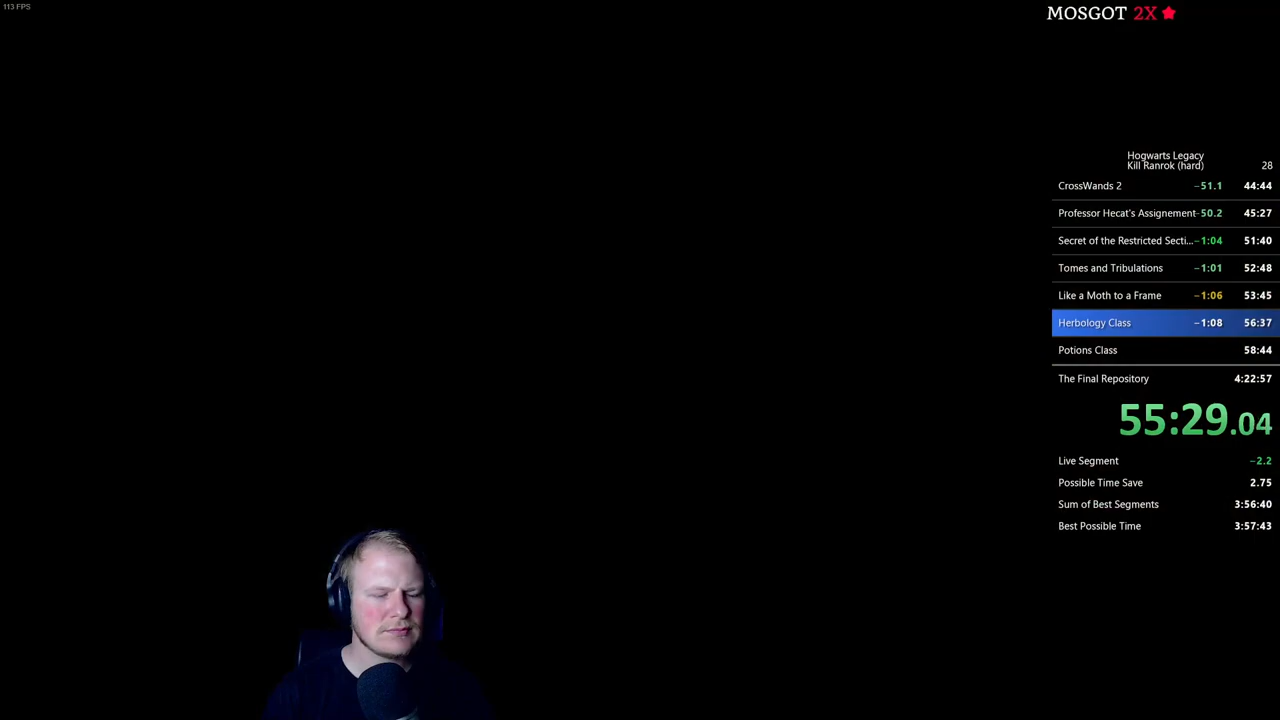 113 FPS
MOSGOT 2X
Hogwarts Legacy
Kill Ranrok (hard) 28
CrossWands 2 -51.1 44:44
Professor Hecat's Assignement -50.2 45:27
Secret of the Restricted Secti... -1:04 51:40
Tomes and Tribulations -1:01 52:48
Like a Moth to a Frame -1:06 53:45
Herbology Class -1:08 56:37
Potions Class 58:44
The Final Repository 4:22:57
55:29.04
Live Segment -2.2
Possible Time Save 2.75
Sum of Best Segments 3:56:40
Best Possible Time 3:57:43